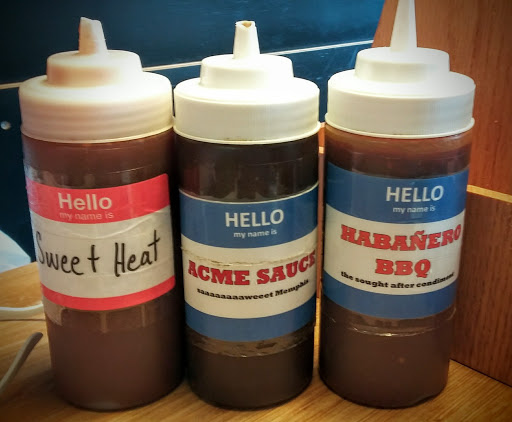 Hello
my name is
Sweet Heat
HELLO
my name is
ACME SAUCE
saaaaaaaaweeet Memphis
HELLO
my name is
HABAÑERO
BBQ
the sought after condiment